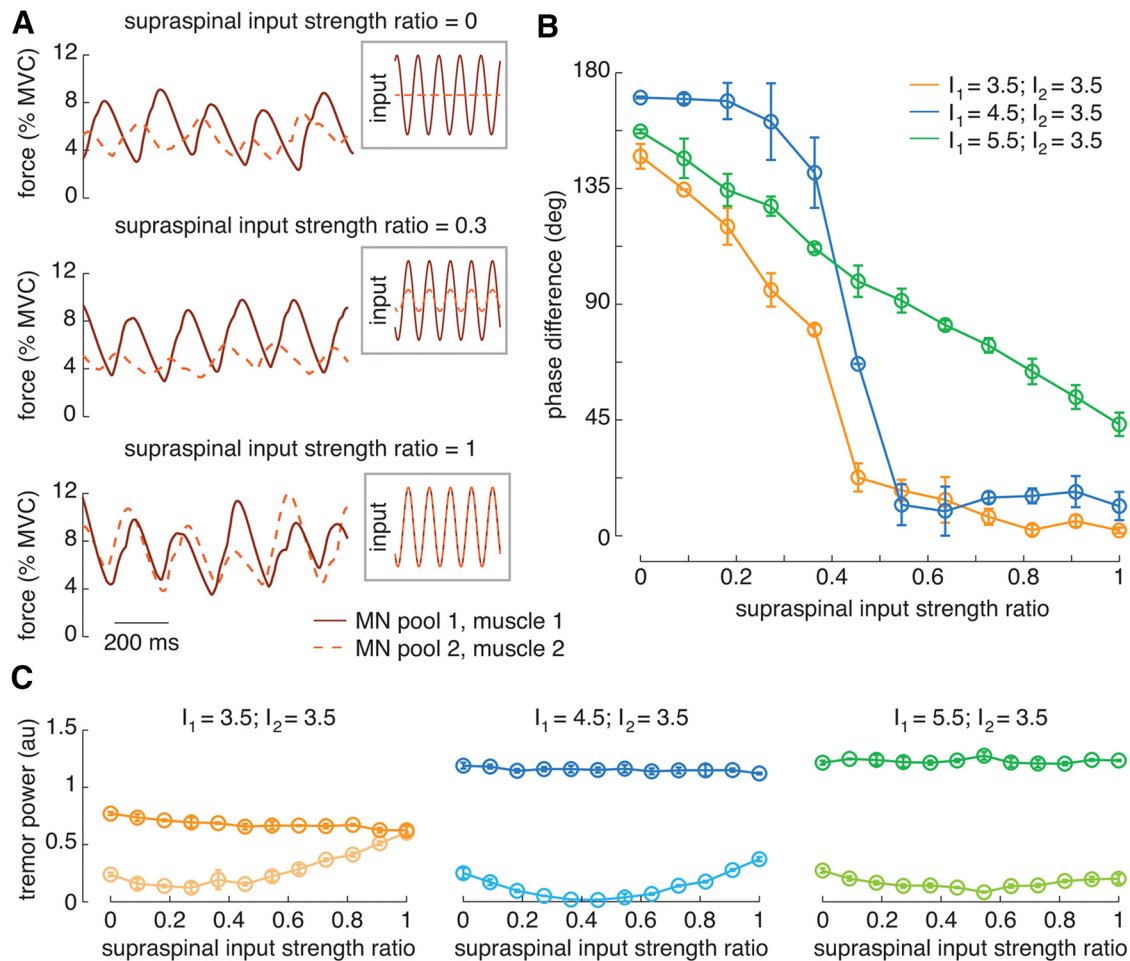 A
supraspinal input strength ratio = 0
force (% MVC)
12
8
4
0
input
supraspinal input strength ratio = 0.3
force (% MVC)
12
8
4
0
input
supraspinal input strength ratio = 1
force (% MVC)
12
8
4
0
input
200 ms
MN pool 1, muscle 1
MN pool 2, muscle 2
B
phase difference (deg)
180
135
90
45
0
I1 = 3.5; I2 = 3.5
I1 = 4.5; I2 = 3.5
I1 = 5.5; I2 = 3.5
0 0.2 0.4 0.6 0.8 1
supraspinal input strength ratio
C
tremor power (au)
1.5
1
0.5
0
I1 = 3.5; I2 = 3.5
0 0.2 0.4 0.6 0.8 1
supraspinal input strength ratio
I1 = 4.5; I2 = 3.5
0 0.2 0.4 0.6 0.8 1
supraspinal input strength ratio
I1 = 5.5; I2 = 3.5
0 0.2 0.4 0.6 0.8 1
supraspinal input strength ratio